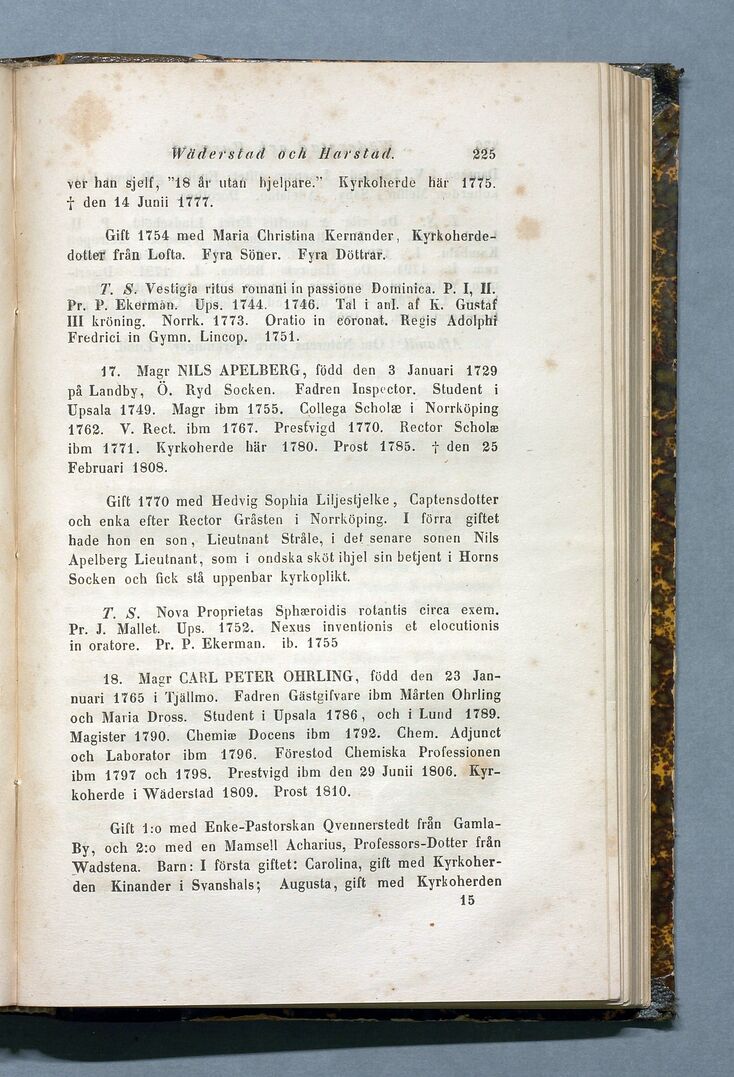 Wäderstad och Harstad. 225
ver han sjelf, "18 år utan hjelpare." Kyrkoherde här 1775.
† den 14 Junii 1777.
Gift 1754 med Maria Christina Kernander, Kyrkoherde-
dotter från Lofta. Fyra Söner. Fyra Döttrar.
T. S. Vestigia ritus romani in passione Dominica. P. I, II.
Pr. P. Ekerman. Ups. 1744. 1746. Tal i anl. af K. Gustaf
III kröning. Norrk. 1773. Oratio in coronat. Regis Adolphi
Fredrici in Gymn. Lincop. 1751.
17. Magr NILS APELBERG, född den 3 Januari 1729
på Landby, Ö. Ryd Socken. Fadren Inspector. Student i
Upsala 1749. Magr ibm 1755. Collega Scholæ i Norrköping
1762. V. Rect. ibm 1767. Prestvigd 1770. Rector Scholæ
ibm 1771. Kyrkoherde här 1780. Prost 1785. † den 25
Februari 1808.
Gift 1770 med Hedvig Sophia Liljestjelke, Captensdotter
och enka efter Rector Gråsten i Norrköping. I förra giftet
hade hon en son, Lieutnant Stråle, i det senare sonen Nils
Apelberg Lieutnant, som i ondska sköt ihjel sin betjent i Horns
Socken och fick stå uppenbar kyrkoplikt.
T. S. Nova Proprietas Sphæroidis rotantis circa exem.
Pr. J. Mallet. Ups. 1752. Nexus inventionis et elocutionis
in oratore. Pr. P. Ekerman. ib. 1755
18. Magr CARL PETER OHRLING, född den 23 Jan-
nuari 1765 i Tjällmo. Fadren Gästgifvare ibm Mårten Ohrling
och Maria Dross. Student i Upsala 1786, och i Lund 1789.
Magister 1790. Chemiæ Docens ibm 1792. Chem. Adjunct
och Laborator ibm 1796. Förestod Chemiska Professionen
ibm 1797 och 1798. Prestvigd ibm den 29 Junii 1806. Kyr-
koherde i Wäderstad 1809. Prost 1810.
Gift 1:o med Enke-Pastorskan Qvennerstedt från Gamla-
By, och 2:o med en Mamsell Acharius, Professors-Dotter från
Wadstena. Barn: I första giftet: Carolina, gift med Kyrkoher-
den Kinander i Svanshals; Augusta, gift med Kyrkoherden
15